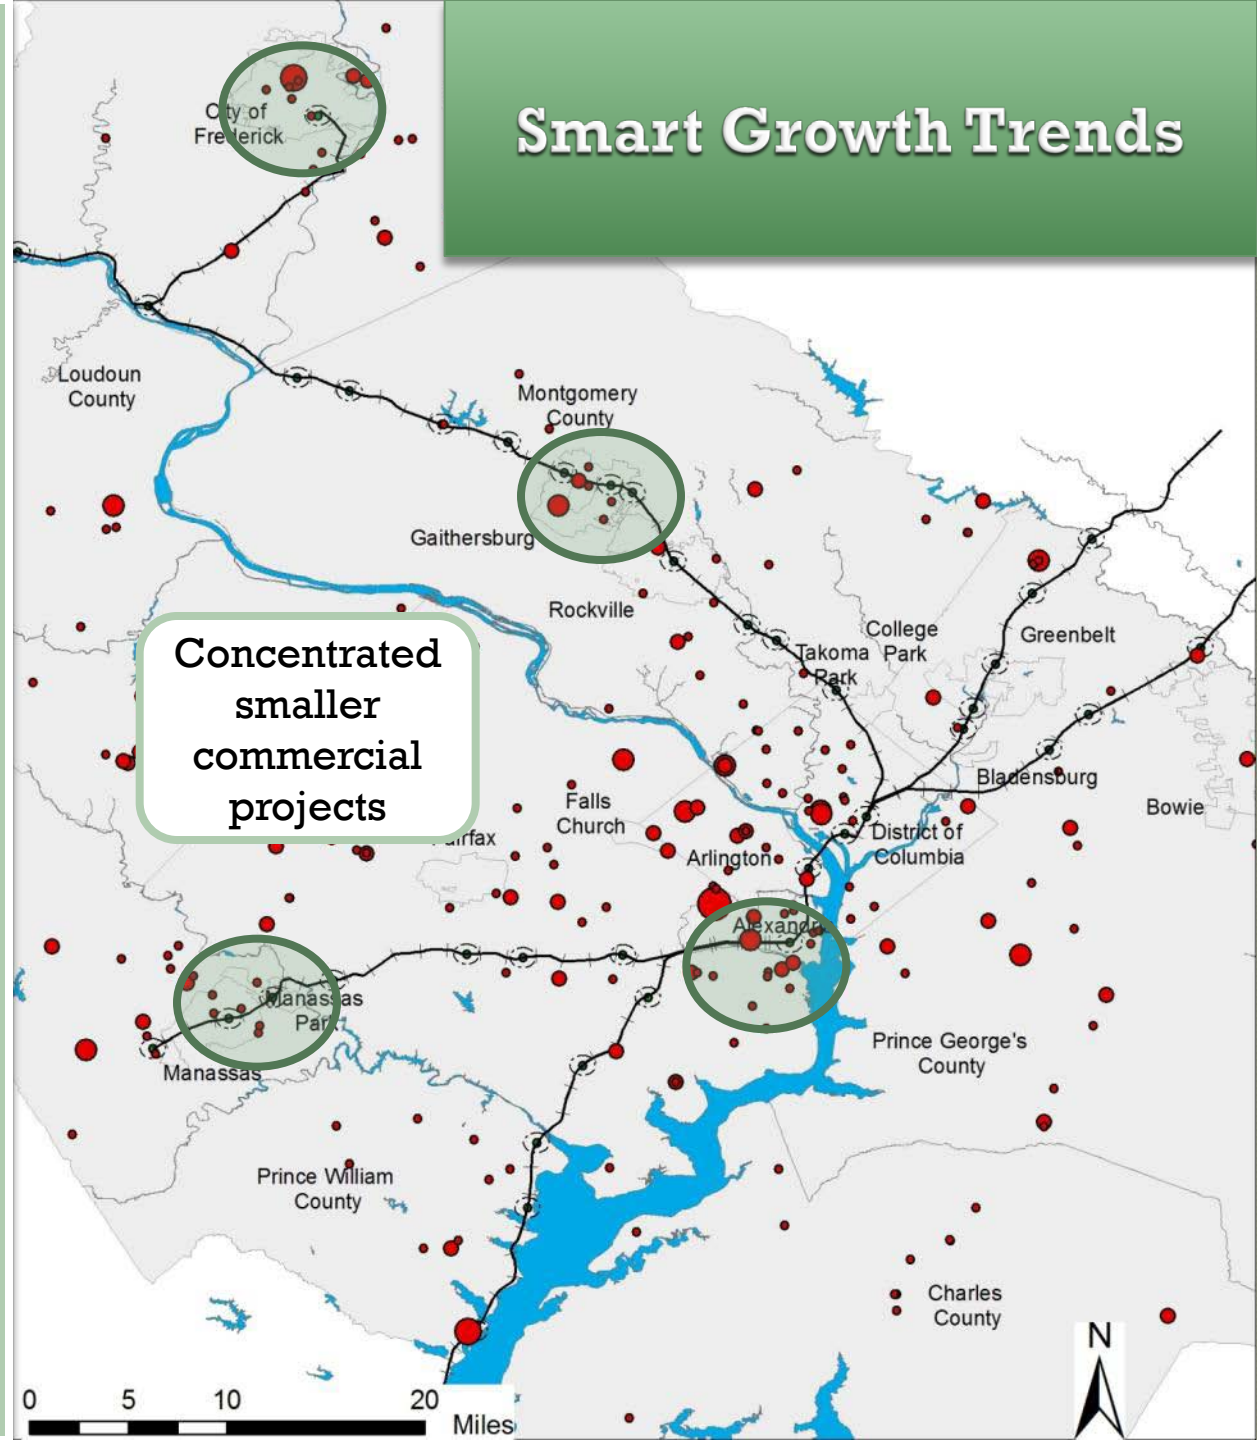 Smart Growth Trends
City of
Frederick
Loudoun
County
Montgomery
County
Gaithersburg
Rockville
Concentrated
smaller
commercial
projects
College
Park
Takoma
Park
Greenbelt
Bladensburg
Bowie
Falls
Church
District of
Columbia
Arlington
Manassas
Park
Manassas
Prince George's
County
Prince William
County
Charles
County
N
0 5 10 20
Miles